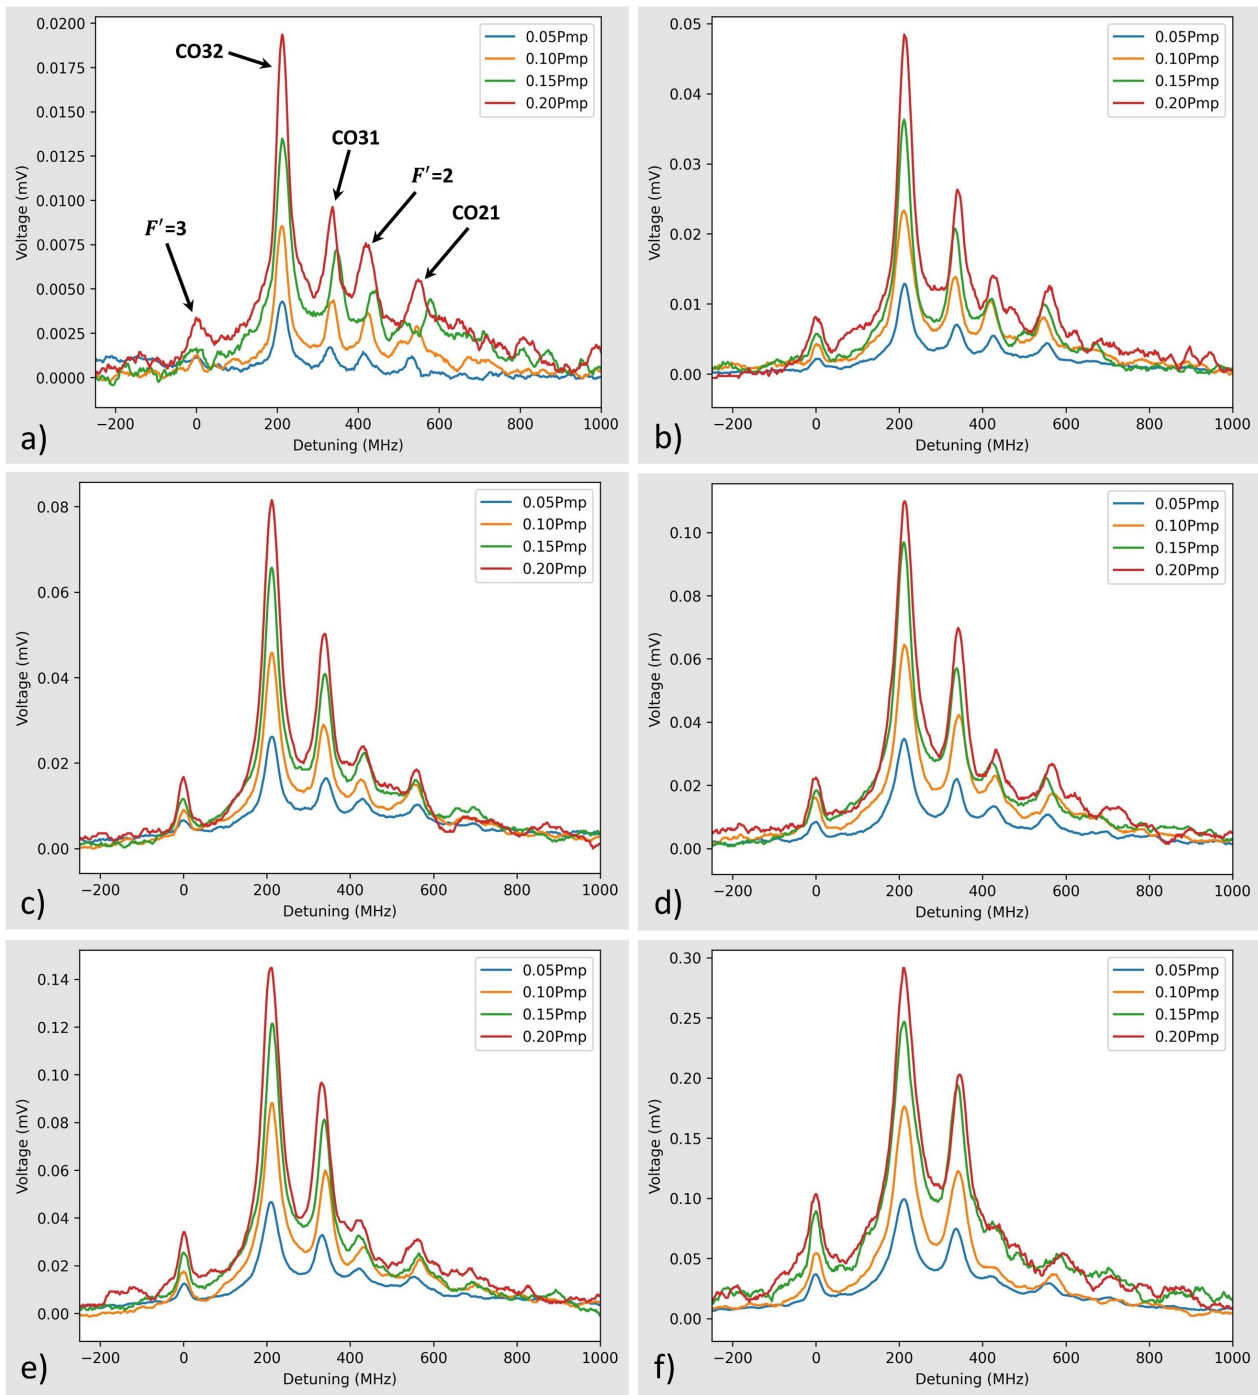 0.0200
0.0175
0.0150
0.0125
0.0100
0.0075
0.0050
0.0025
0.0000
Voltage (mV)
CO32
CO31
F'=2
F'=3
CO21
0.05Pmp
0.10Pmp
0.15Pmp
0.20Pmp
−200 0 200 400 600 800 1000
Detuning (MHz)
a)
0.05
0.04
0.03
0.02
0.01
0.00
Voltage (mV)
0.05Pmp
0.10Pmp
0.15Pmp
0.20Pmp
−200 0 200 400 600 800 1000
Detuning (MHz)
b)
0.08
0.06
0.04
0.02
0.00
Voltage (mV)
0.05Pmp
0.10Pmp
0.15Pmp
0.20Pmp
−200 0 200 400 600 800 1000
Detuning (MHz)
c)
0.10
0.08
0.06
0.04
0.02
0.00
Voltage (mV)
0.05Pmp
0.10Pmp
0.15Pmp
0.20Pmp
−200 0 200 400 600 800 1000
Detuning (MHz)
d)
0.14
0.12
0.10
0.08
0.06
0.04
0.02
0.00
Voltage (mV)
0.05Pmp
0.10Pmp
0.15Pmp
0.20Pmp
−200 0 200 400 600 800 1000
Detuning (MHz)
e)
0.30
0.25
0.20
0.15
0.10
0.05
0.00
Voltage (mV)
0.05Pmp
0.10Pmp
0.15Pmp
0.20Pmp
−200 0 200 400 600 800 1000
Detuning (MHz)
f)